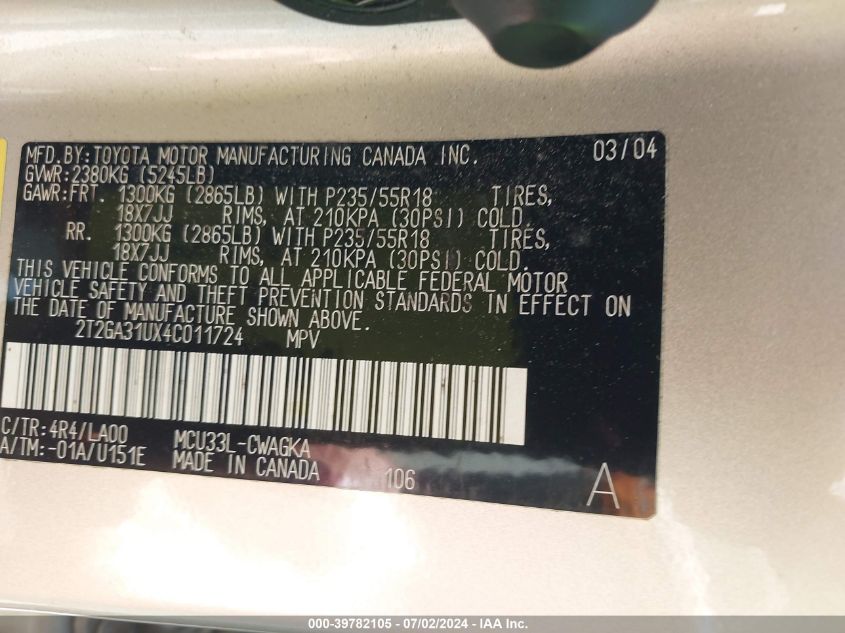 MFD. BY: TOYOTA MOTOR MANUFACTURING CANADA INC. 03/04
GVWR: 2380KG (5245LB)
GAWR: FRT. 1300KG (2865LB) WITH P235/55R18 TIRES,
18X7JJ RIMS, AT 210KPA (30PSI) COLD.
RR. 1300KG (2865LB) WITH P235/55R18 TIRES,
18X7JJ RIMS, AT 210KPA (30PSI) COLD.
THIS VEHICLE CONFORMS TO ALL APPLICABLE FEDERAL MOTOR
VEHICLE SAFETY AND THEFT PREVENTION STANDARDS IN EFFECT ON
THE DATE OF MANUFACTURE SHOWN ABOVE.
2T2GA31UX4C011724 MPV
C/TR: 4R4/LA00 MCU33L-CWAGKA
A/TM: -01A/U151E MADE IN CANADA 106
A
000-39782105 - 07/02/2024 - IAA Inc.